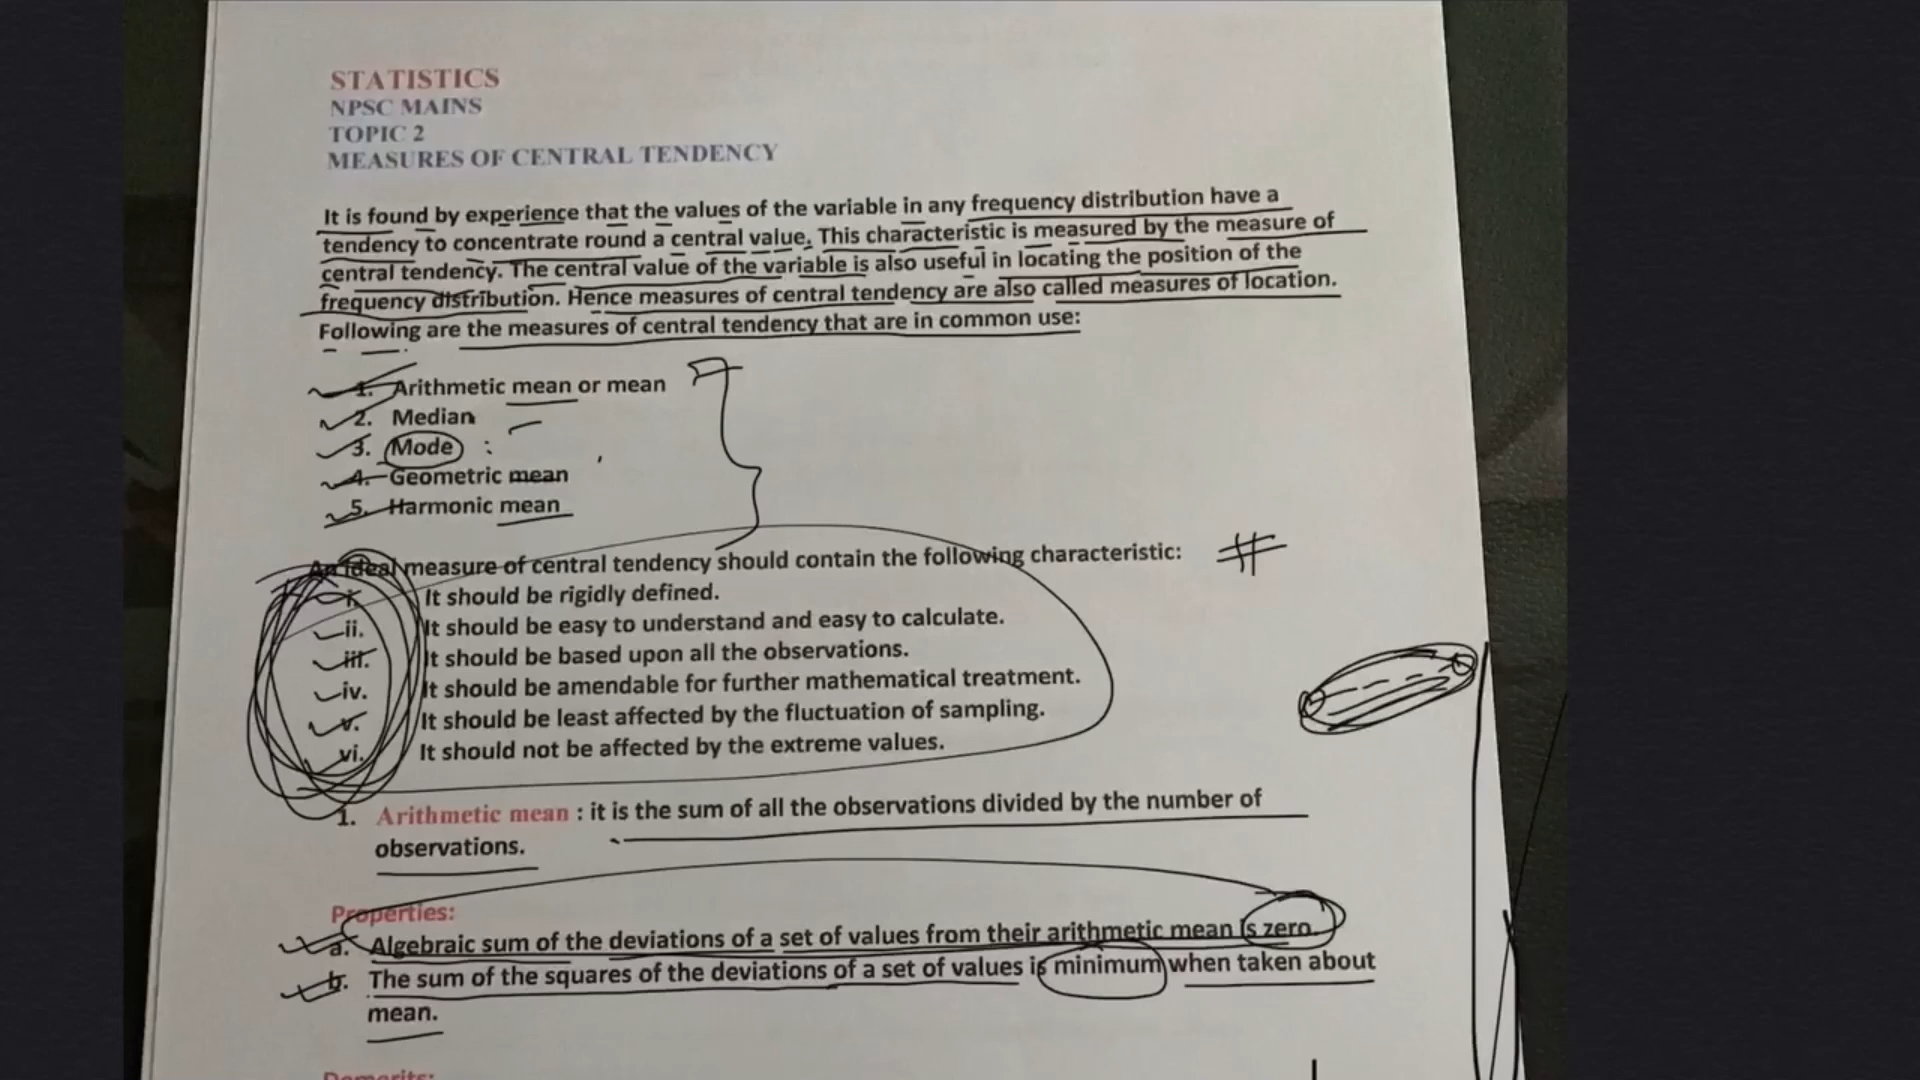 STATISTICS
NPSC MAINS
TOPIC 2
MEASURES OF CENTRAL TENDENCY
It is found by experience that the values of the variable in any frequency distribution have a
tendency to concentrate round a central value. This characteristic is measured by the measure of
central tendency. The central value of the variable is also useful in locating the position of the
frequency distribution. Hence measures of central tendency are also called measures of location.
Following are the measures of central tendency that are in common use:
1. Arithmetic mean or mean
2. Median
3. Mode :
4. Geometric mean
5. Harmonic mean
An ideal measure of central tendency should contain the following characteristic: #
i. It should be rigidly defined.
ii. It should be easy to understand and easy to calculate.
iii. It should be based upon all the observations.
iv. It should be amendable for further mathematical treatment.
v. It should be least affected by the fluctuation of sampling.
vi. It should not be affected by the extreme values.
1. Arithmetic mean : it is the sum of all the observations divided by the number of
observations.
Properties:
a. Algebraic sum of the deviations of a set of values from their arithmetic mean is zero.
b. The sum of the squares of the deviations of a set of values is minimum when taken about
mean.
Demerits: